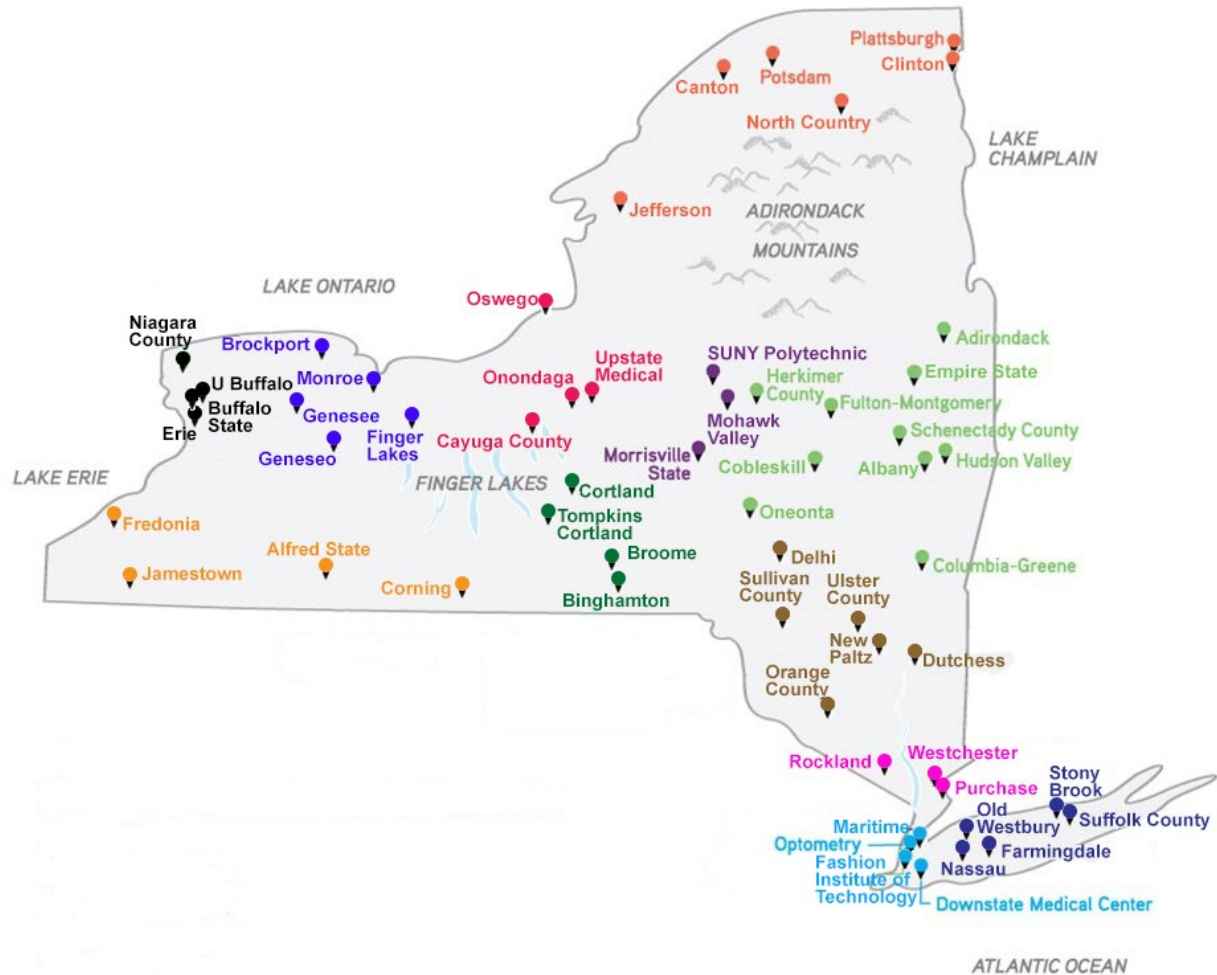 Plattsburgh
Clinton
Potsdam
Canton
North Country
LAKE
CHAMPLAIN
Jefferson
ADIRONDACK
MOUNTAINS
LAKE ONTARIO
Oswego
Niagara
County
Brockport
Adirondack
SUNY Polytechnic
Upstate
Medical
Onondaga
Monroe
U Buffalo
Buffalo
State
Erie
Genesee
Geneseo
Finger
Lakes
Cayuga County
Herkimer
County
Empire State
Fulton-Montgomery
Mohawk
Valley
Schenectady County
Morrisville
State
Cobleskill
Albany
Hudson Valley
LAKE ERIE
FINGER LAKES
Cortland
Tompkins
Cortland
Oneonta
Fredonia
Alfred State
Jamestown
Corning
Broome
Binghamton
Delhi
Columbia-Greene
Sullivan
County
Ulster
County
New
Paltz
Dutchess
Orange
County
Rockland
Westchester
Purchase
Stony
Brook
Suffolk County
Old
Westbury
Maritime
Optometry
Farmingdale
Nassau
Fashion
Institute of
Technology
Downstate Medical Center
ATLANTIC OCEAN